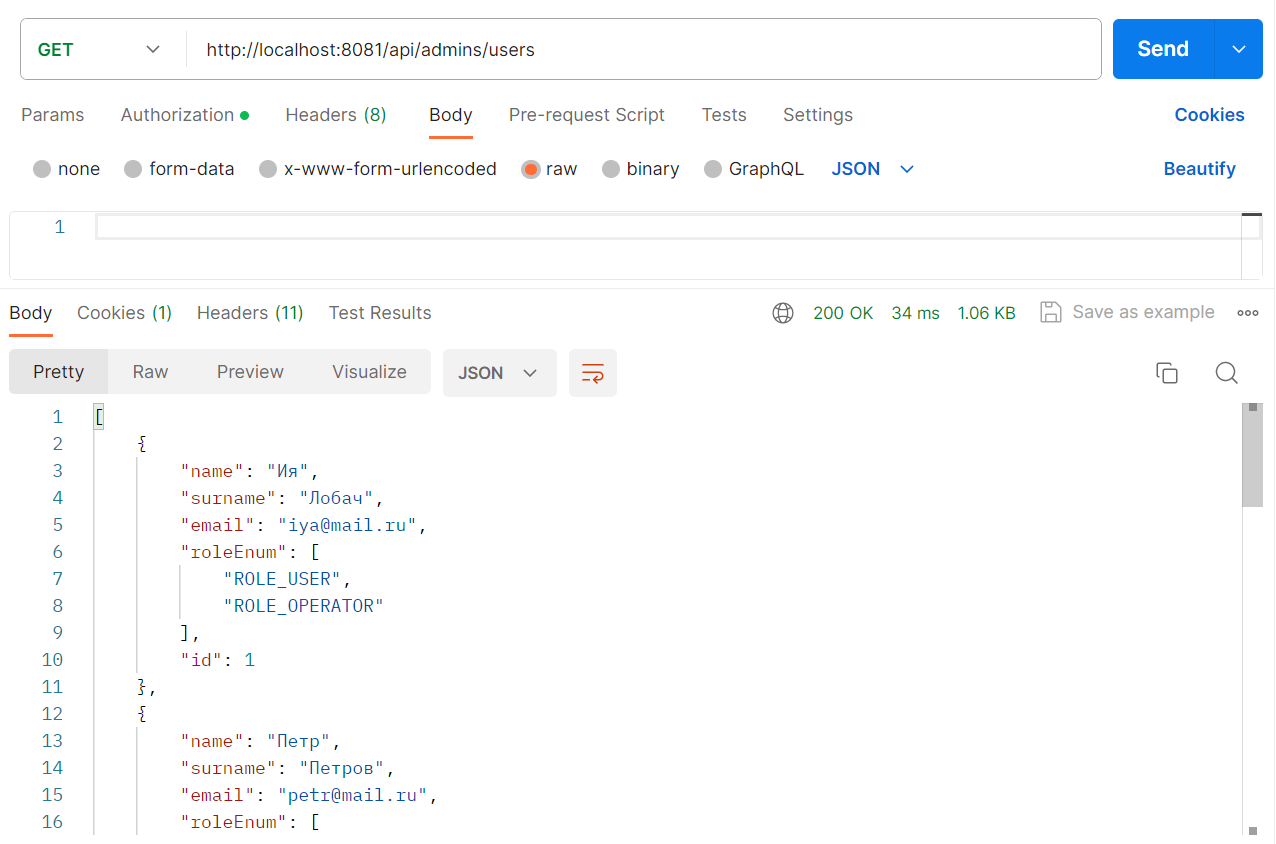 GET http://localhost:8081/api/admins/users Send
Params Authorization Headers (8) Body Pre-request Script Tests Settings Cookies
none form-data x-www-form-urlencoded raw binary GraphQL JSON Beautify
1
Body Cookies (1) Headers (11) Test Results 200 OK 34 ms 1.06 KB Save as example
Pretty Raw Preview Visualize JSON
1 [
2 {
3 "name": "Ия",
4 "surname": "Лобач",
5 "email": "iya@mail.ru",
6 "roleEnum": [
7 "ROLE_USER",
8 "ROLE_OPERATOR"
9 ],
10 "id": 1
11 },
12 {
13 "name": "Петр",
14 "surname": "Петров",
15 "email": "petr@mail.ru",
16 "roleEnum": [